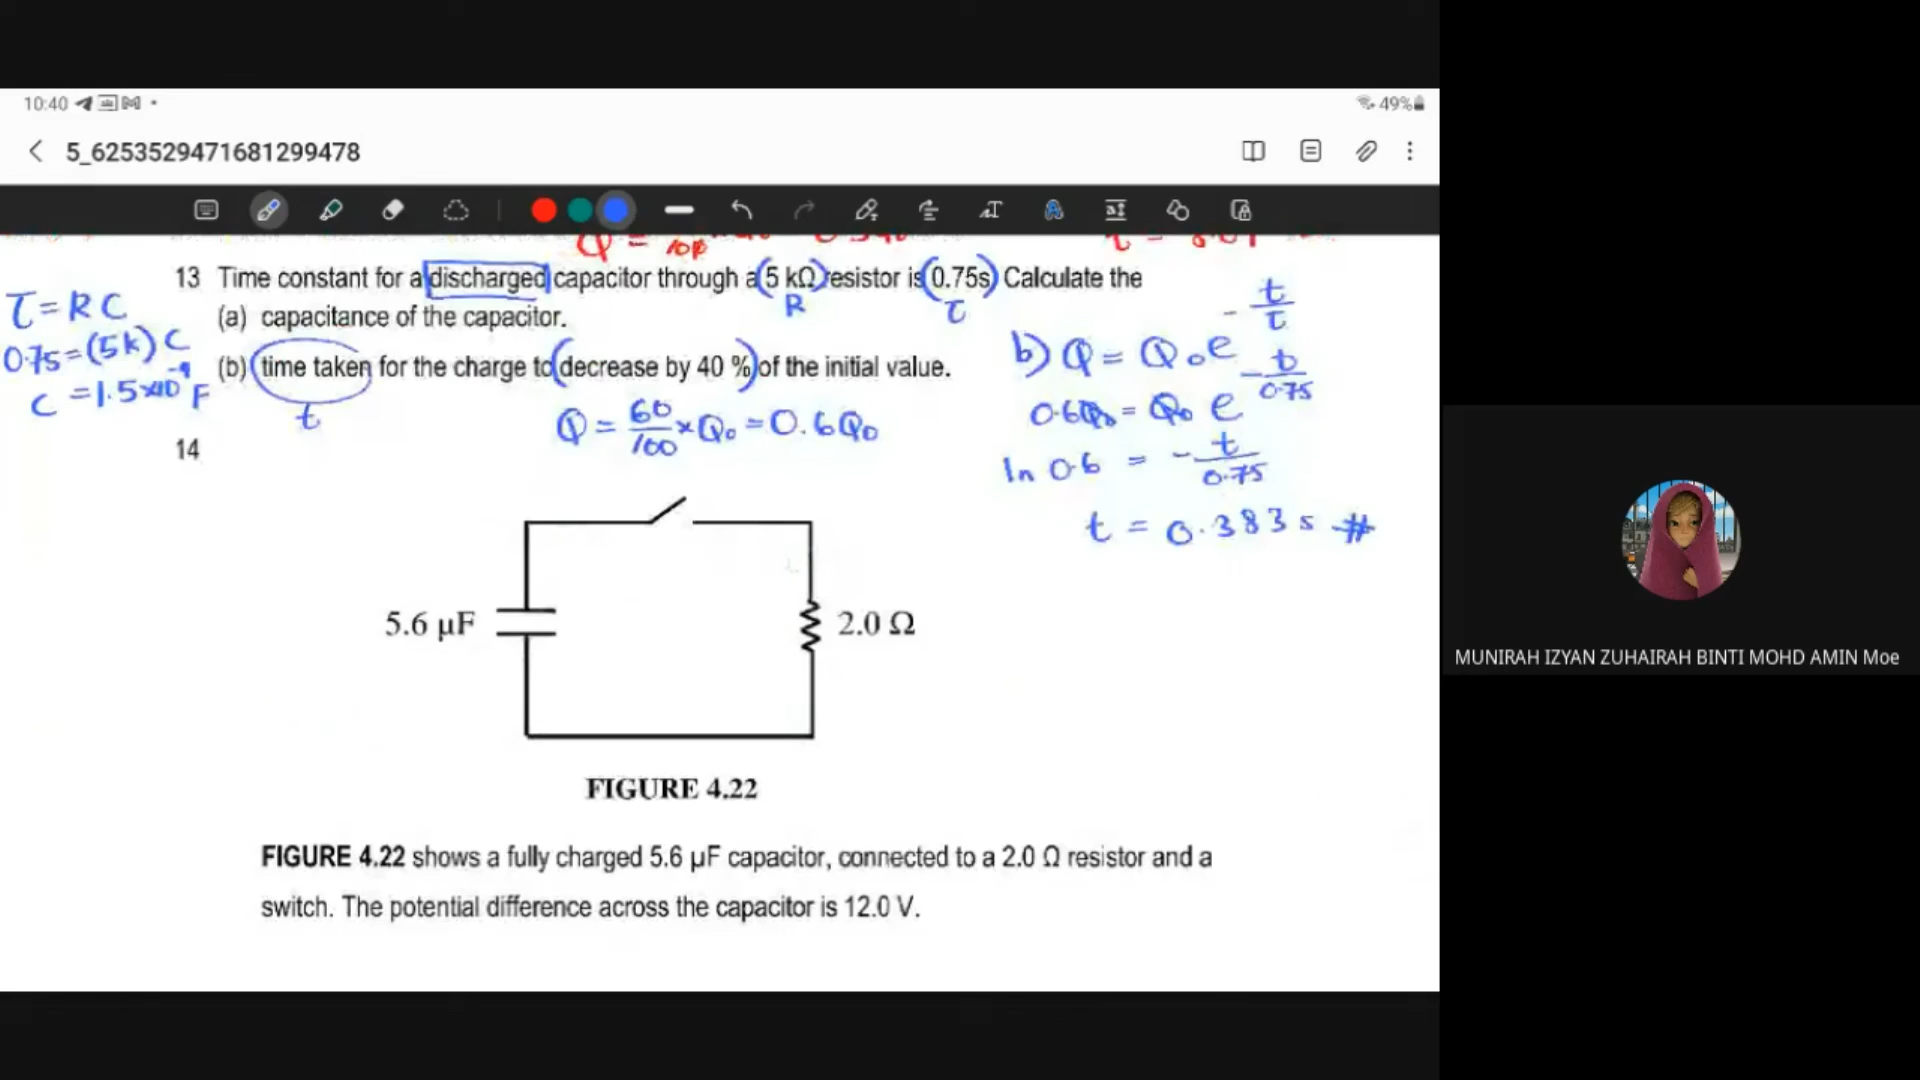 10:40
49%
5_6253529471681299478
13 Time constant for a discharged capacitor through a 5 kΩ resistor is 0.75s. Calculate the
R
τ
(a) capacitance of the capacitor.
(b) time taken for the charge to decrease by 40 % of the initial value.
t
τ = RC
0.75 = (5k) C
C = 1.5×10⁻⁴ F
Q = 60/100 × Q₀ = 0.6Q₀
b) Q = Q₀e^(-t/τ)
0.6Q₀ = Q₀ e^(-t/0.75)
ln 0.6 = -t/0.75
t = 0.383 s #
14
5.6 µF
2.0 Ω
FIGURE 4.22
FIGURE 4.22 shows a fully charged 5.6 µF capacitor, connected to a 2.0 Ω resistor and a
switch. The potential difference across the capacitor is 12.0 V.
MUNIRAH IZYAN ZUHAIRAH BINTI MOHD AMIN Moe